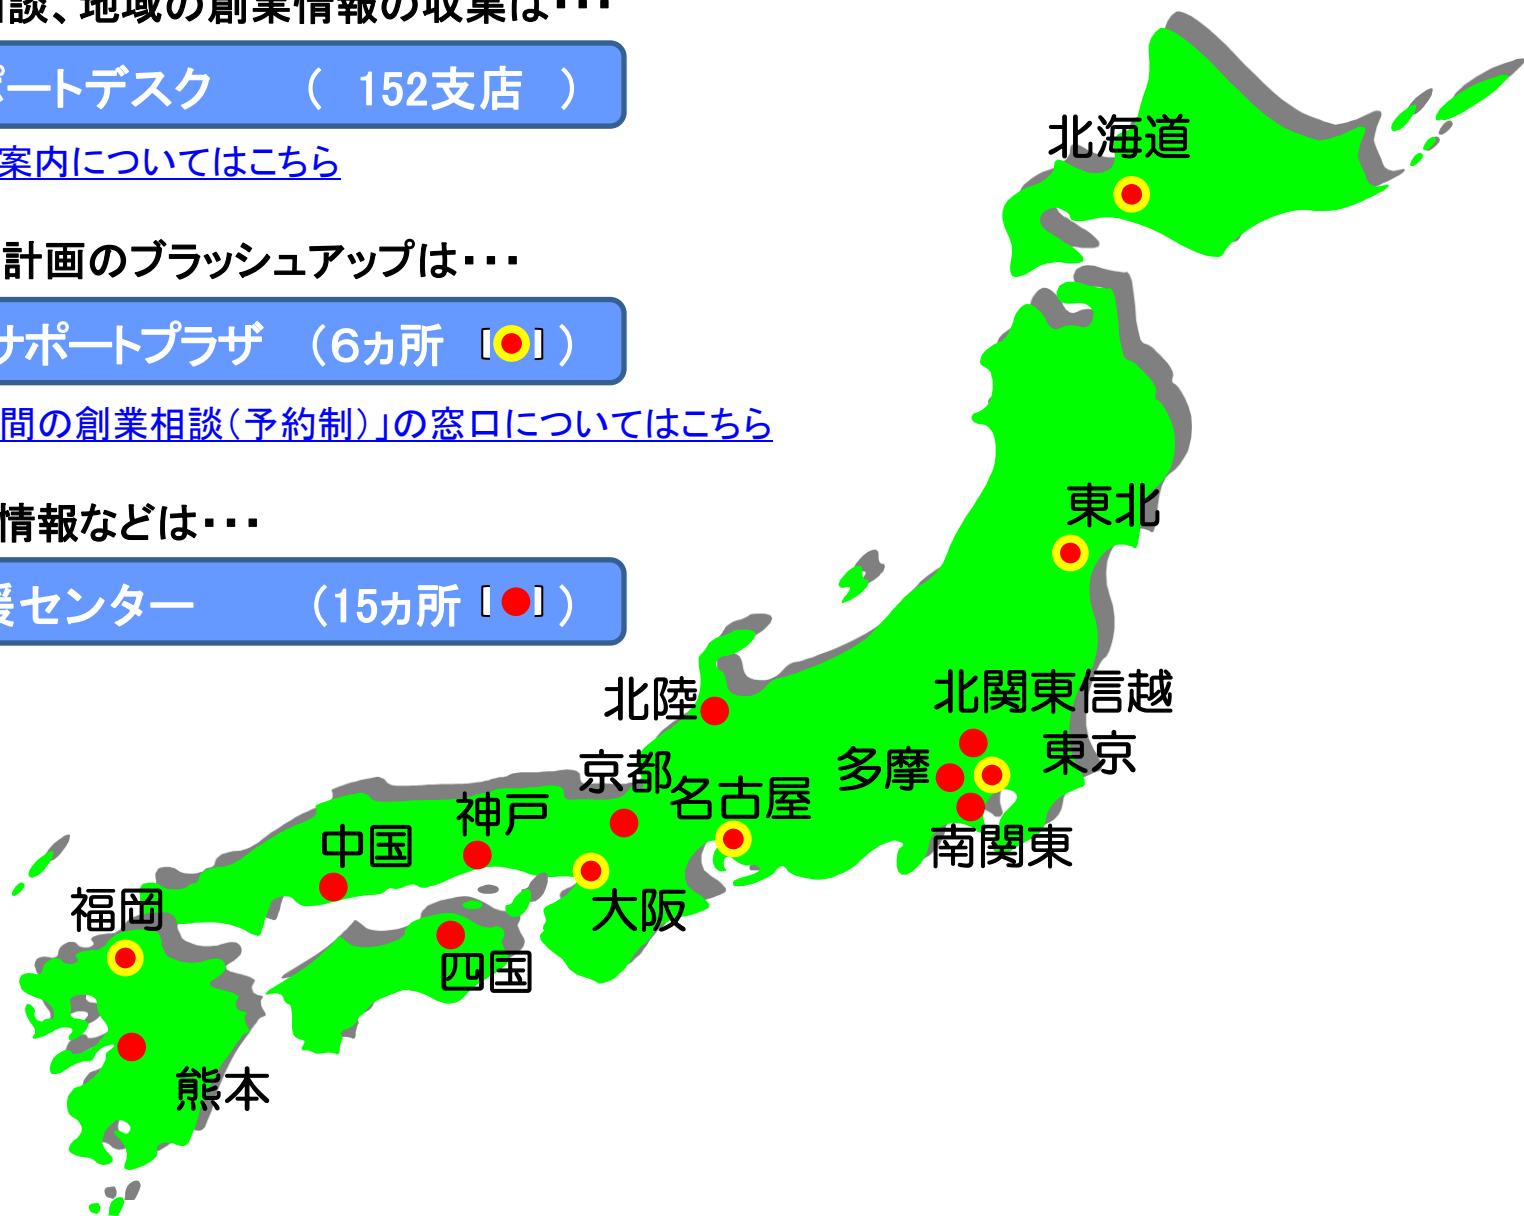 談、地域の創業情報の収集は・・・
ポートデスク　　（　152支店　）
案内についてはこちら
計画のブラッシュアップは・・・
サポートプラザ　（６ヵ所　[ ]　）
間の創業相談（予約制）」の窓口についてはこちら
情報などは・・・
援センター　　　（15ヵ所　[ ]　）
北海道
東北
北陸
北関東信越
東京
京都
多摩
名古屋
神戸
中国
南関東
福岡
大阪
四国
熊本